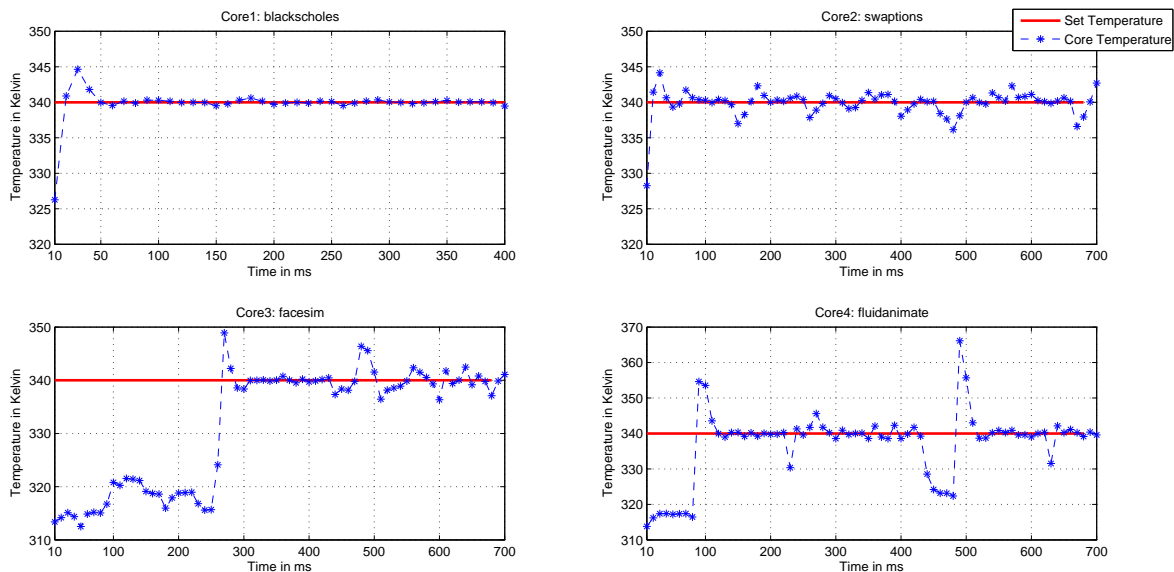 Core1: blackscholes
350
345
340
335
330
325
320
10 50 100 150 200 250 300 350 400
Time in ms
Temperature in Kelvin
Core2: swaptions
Set Temperature
Core Temperature
350
345
340
335
330
325
320
10 100 200 300 400 500 600 700
Time in ms
Temperature in Kelvin
Core3: facesim
350
340
330
320
310
10 100 200 300 400 500 600 700
Time in ms
Temperature in Kelvin
Core4: fluidanimate
370
360
350
340
330
320
310
10 100 200 300 400 500 600 700
Time in ms
Temperature in Kelvin